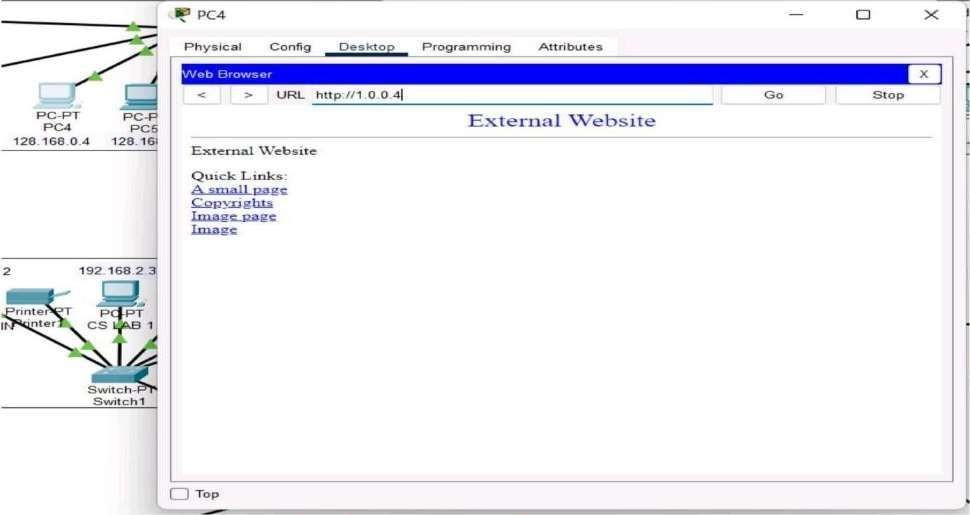 PC4
Physical Config Desktop Programming Attributes
Web Browser X
< > URL http://1.0.0.4 Go Stop
External Website
External Website
Quick Links:
A small page
Copyrights
Image page
Image
Top
PC-PT
PC4
128.168.0.4
PC-P
PC5
128.16
2
192.168.2.3
Printer-PT
Printer1
IN
PC-PT
CS LAB 1
Switch-PT
Switch1